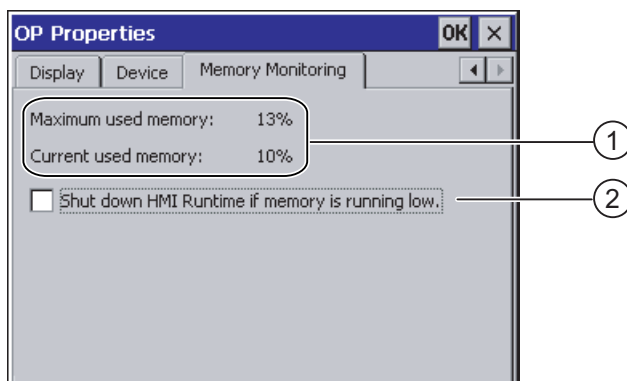 OP Properties OK ×
Display Device Memory Monitoring
Maximum used memory: 13%
Current used memory: 10%
Shut down HMI Runtime if memory is running low.
1
2